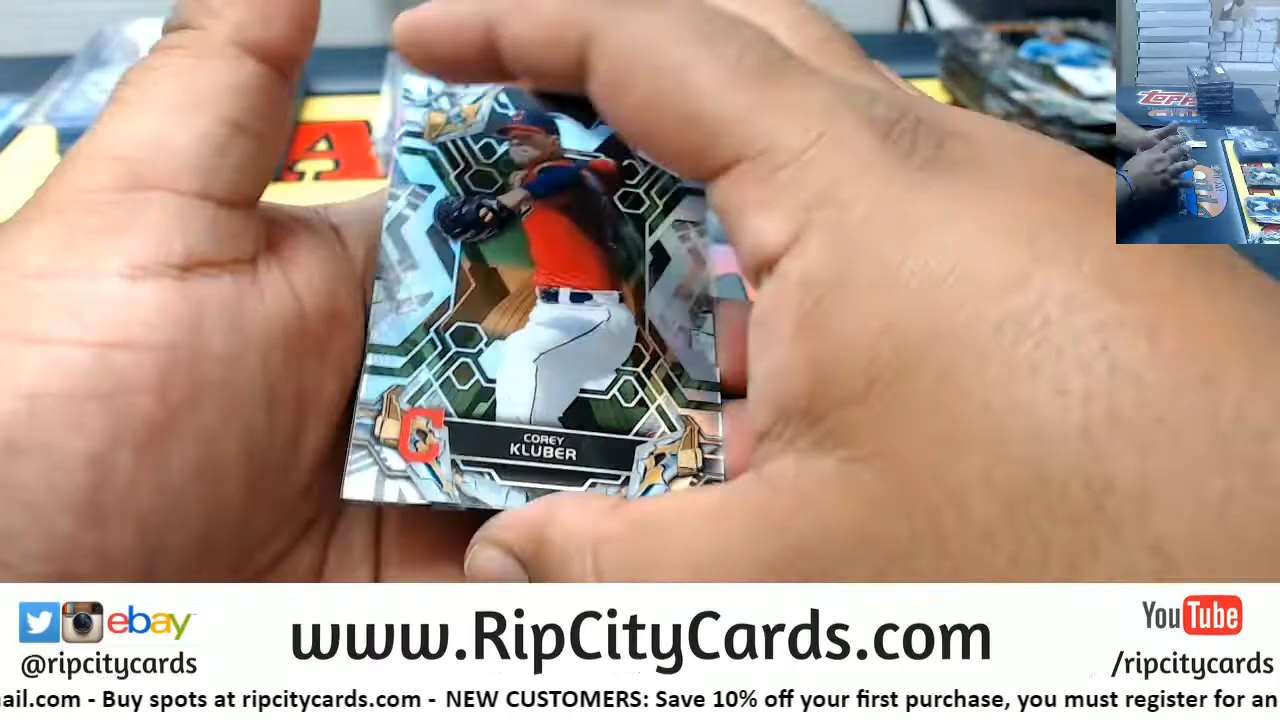 A
TOPPS
C
COREY
KLUBER
ebay
@ripcitycards
www.RipCityCards.com
YouTube
/ripcitycards
ail.com - Buy spots at ripcitycards.com - NEW CUSTOMERS: Save 10% off your first purchase, you must register for an